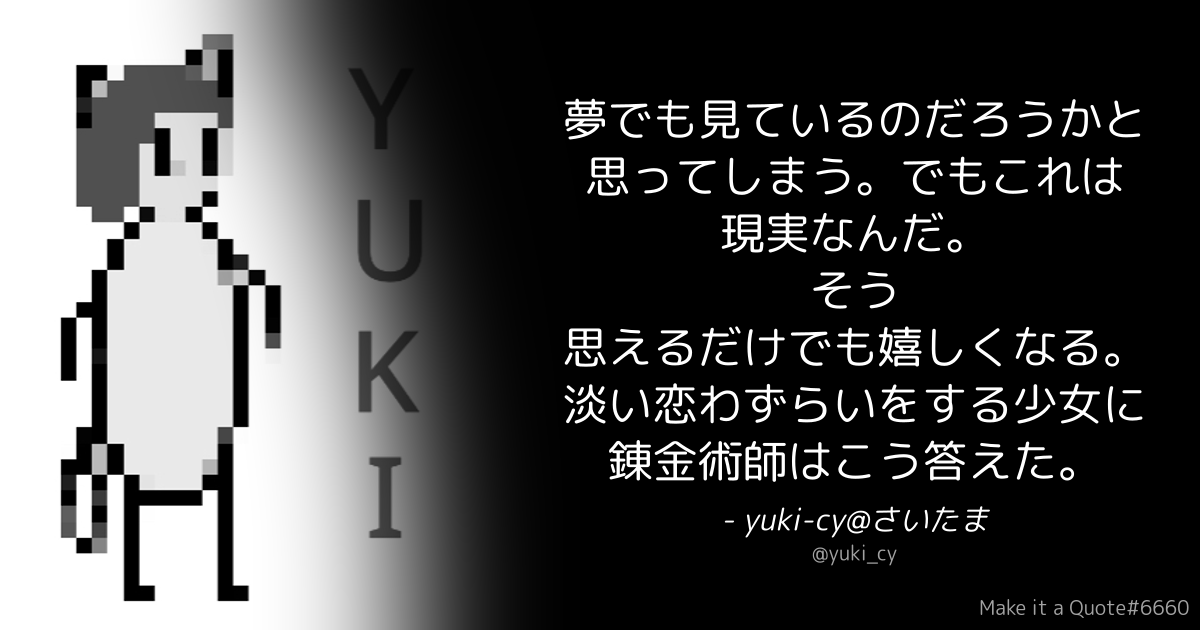 YUKI
夢でも見ているのだろうかと
思ってしまう。でもこれは
現実なんだ。
そう
思えるだけでも嬉しくなる。
淡い恋わずらいをする少女に
錬金術師はこう答えた。
- yuki-cy@さいたま
@yuki_cy
Make it a Quote#6660